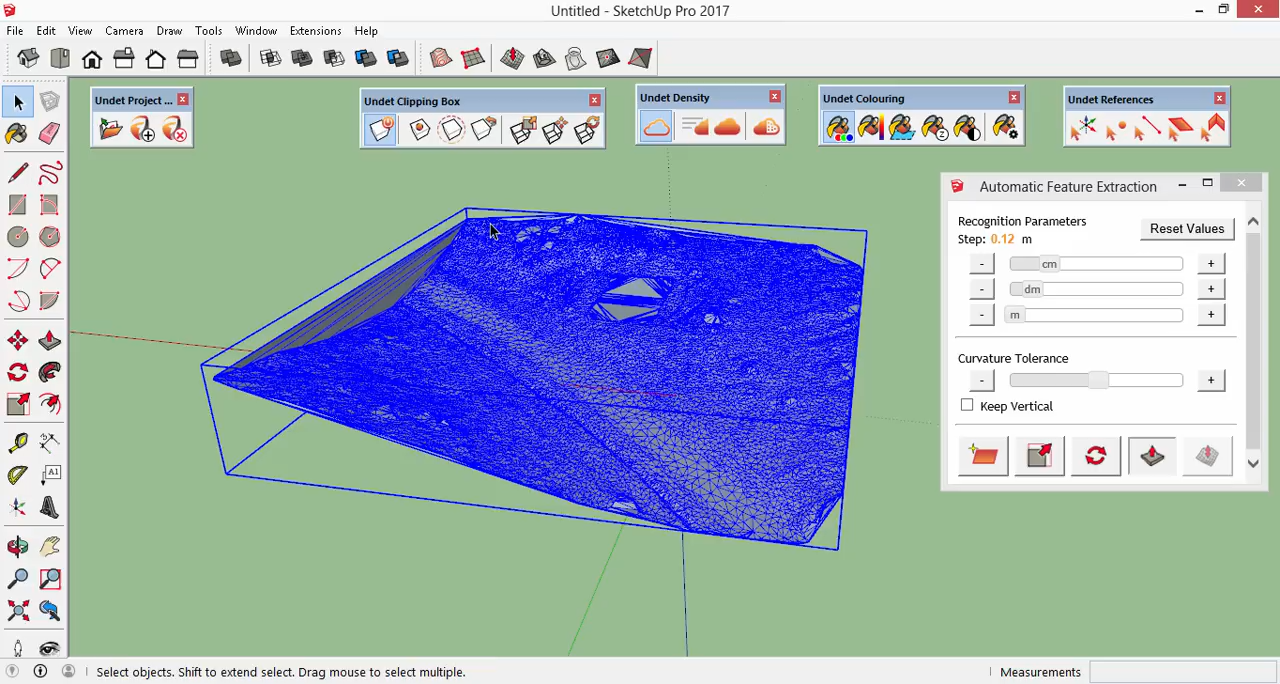 Untitled - SketchUp Pro 2017
File Edit View Camera Draw Tools Window Extensions Help
Undet Project ...
Undet Clipping Box
Undet Density
Undet Colouring
Undet References
Automatic Feature Extraction
Recognition Parameters
Reset Values
Step: 0.12 m
- cm +
- dm +
- m +
Curvature Tolerance
- +
Keep Vertical
A1
Select objects. Shift to extend select. Drag mouse to select multiple.
Measurements